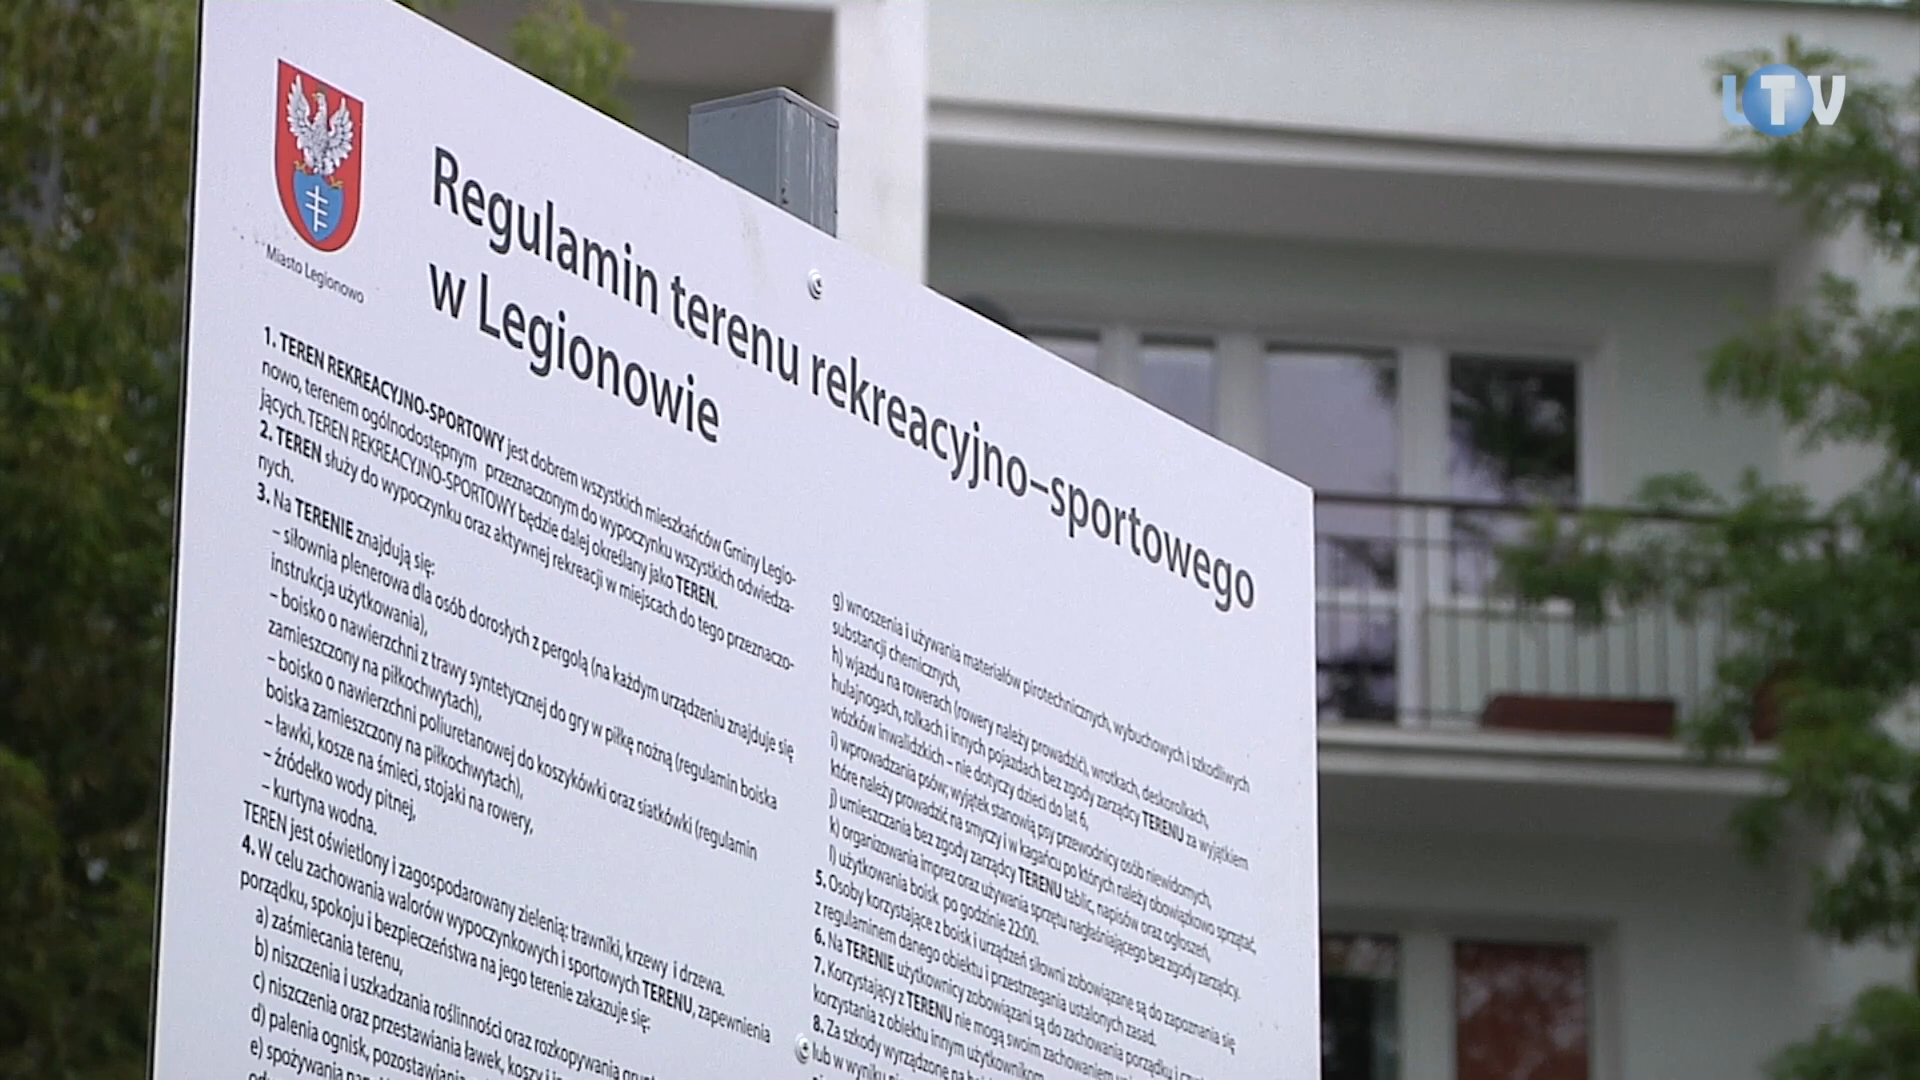 LTV
Miasto Legionowo
Regulamin terenu rekreacyjno–sportowego
w Legionowie
1. TEREN REKREACYJNO-SPORTOWY jest dobrem wszystkich mieszkańców Gminy Legio-
nowo, terenem ogólnodostępnym przeznaczonym do wypoczynku wszystkich odwiedza-
jących. TEREN REKREACYJNO-SPORTOWY będzie dalej określany jako TEREN.
2. TEREN służy do wypoczynku oraz aktywnej rekreacji w miejscach do tego przeznaczo-
nych.
3. Na TERENIE znajdują się:
– siłownia plenerowa dla osób dorosłych z pergolą (na każdym urządzeniu znajduje się
instrukcja użytkowania),
– boisko o nawierzchni z trawy syntetycznej do gry w piłkę nożną (regulamin boiska
zamieszczony na piłkochwytach),
– boisko o nawierzchni poliuretanowej do koszykówki oraz siatkówki (regulamin
boiska zamieszczony na piłkochwytach),
– ławki, kosze na śmieci, stojaki na rowery,
– źródełko wody pitnej,
– kurtyna wodna.
TEREN jest oświetlony i zagospodarowany zielenią: trawniki, krzewy i drzewa.
4. W celu zachowania walorów wypoczynkowych i sportowych TERENU, zapewnienia
porządku, spokoju i bezpieczeństwa na jego terenie zakazuje się:
a) zaśmiecania terenu,
b) niszczenia i uszkadzania roślinności oraz rozkopywania
c) niszczenia oraz przestawiania ławek, koszy i
d) palenia ognisk, pozostawiania
e) spożywania
g) wnoszenia i używania materiałów pirotechnicznych, wybuchowych i szkodliwych
substancji chemicznych,
h) wjazdu na rowerach (rowery należy prowadzić), wrotkach, deskorolkach,
hulajnogach, rolkach i innych pojazdach bez zgody zarządcy TERENU za wyjątkiem
wózków inwalidzkich – nie dotyczy dzieci do lat 6,
i) wprowadzania psów; wyjątek stanowią psy przewodnicy osób niewidomych,
które należy prowadzić na smyczy i w kagańcu po których należy obowiązkowo sprzątać,
j) umieszczania bez zgody zarządcy TERENU tablic, napisów oraz ogłoszeń,
k) organizowania imprez oraz używania sprzętu nagłaśniającego bez zgody zarządcy.
l) użytkowania boisk po godzinie 22:00.
5. Osoby korzystające z boisk i urządzeń siłowni zobowiązane są do zapoznania się
z regulaminem danego obiektu i przestrzegania ustalonych zasad.
6. Na TERENIE użytkownicy zobowiązani są do zachowania porządku i
7. Korzystający z TERENU nie mogą swoim zachowaniem
korzystania z obiektu innym użytkownikom
8. Za szkody wyrządzone na
lub w wyniku